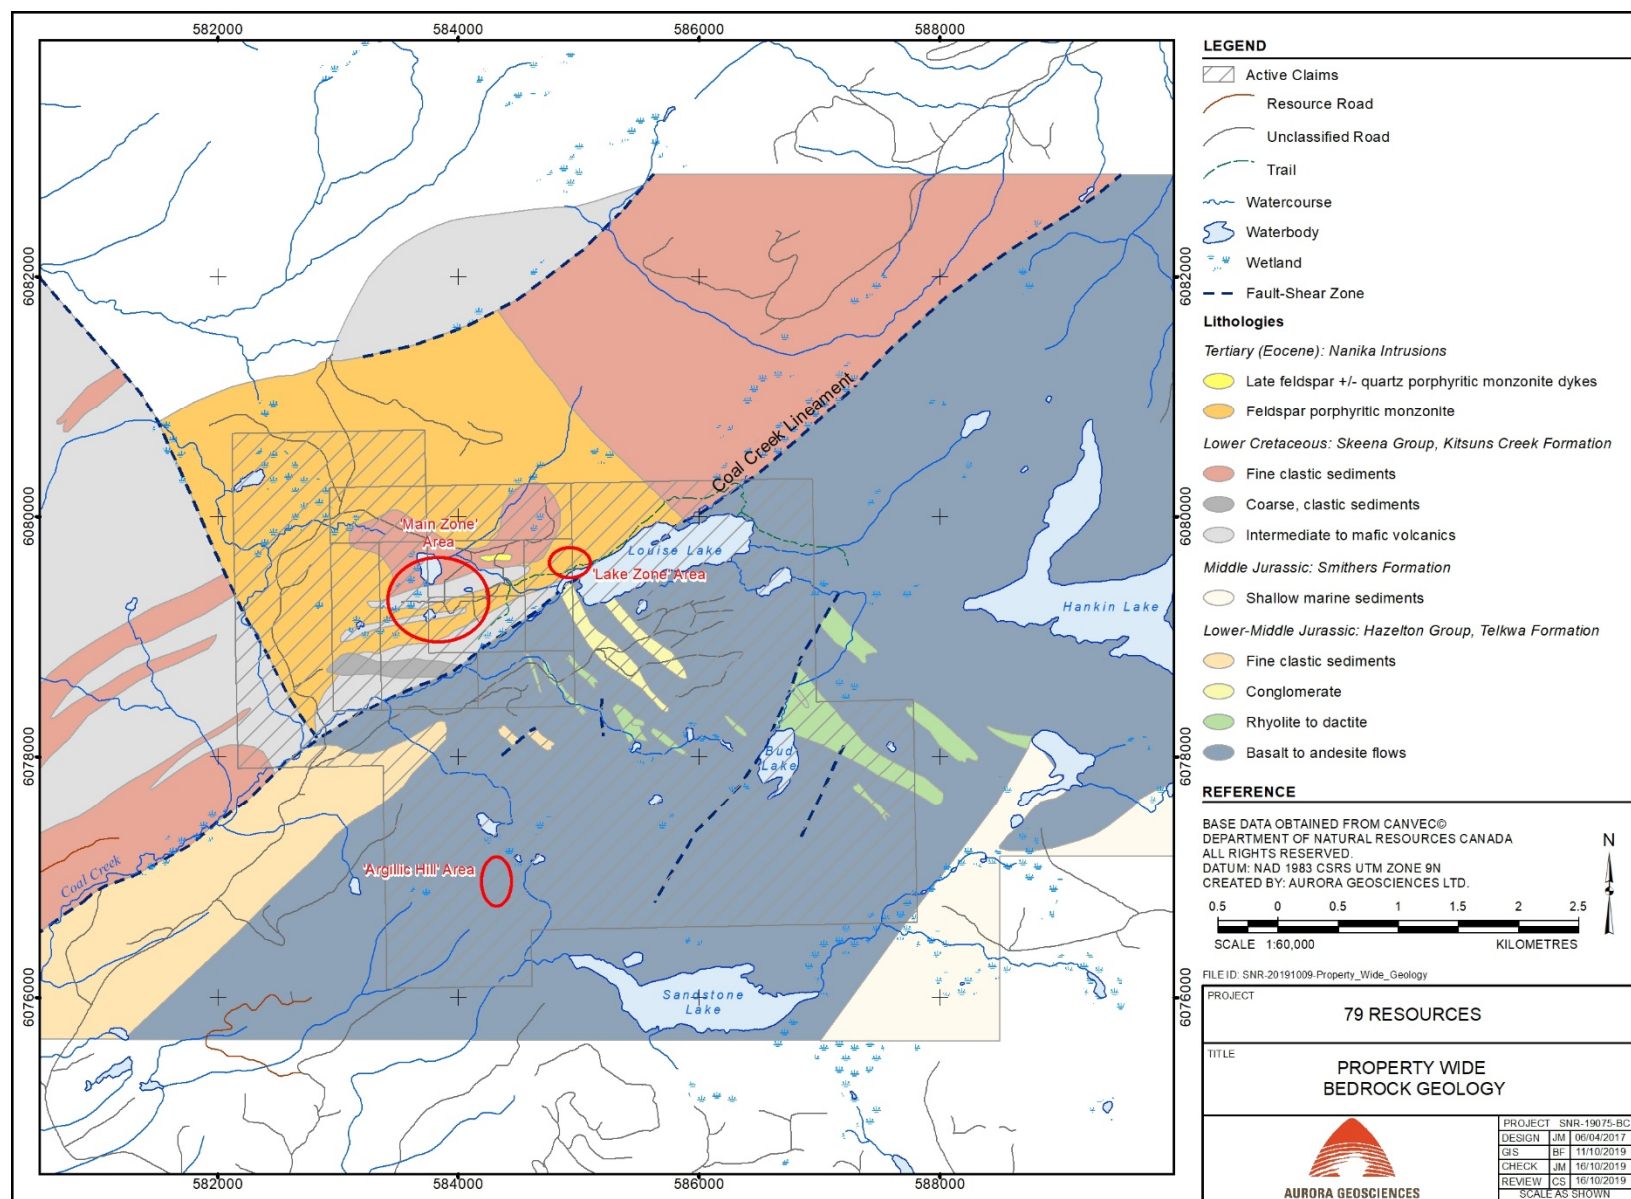 582000
584000
586000
588000
6082000
6082000
6080000
6080000
6078000
6078000
6076000
6076000
582000
584000
586000
588000
Coal Creek Lineament
'Main Zone'
Area
Louise Lake
'Lake Zone' Area
Hankin Lake
Bud
Lake
Coal Creek
'Argillic Hill' Area
Sandstone
Lake
LEGEND
Active Claims
Resource Road
Unclassified Road
Trail
Watercourse
Waterbody
Wetland
Fault-Shear Zone
Lithologies
Tertiary (Eocene): Nanika Intrusions
Late feldspar +/- quartz porphyritic monzonite dykes
Feldspar porphyritic monzonite
Lower Cretaceous: Skeena Group, Kitsuns Creek Formation
Fine clastic sediments
Coarse, clastic sediments
Intermediate to mafic volcanics
Middle Jurassic: Smithers Formation
Shallow marine sediments
Lower-Middle Jurassic: Hazelton Group, Telkwa Formation
Fine clastic sediments
Conglomerate
Rhyolite to dactite
Basalt to andesite flows
REFERENCE
BASE DATA OBTAINED FROM CANVEC©
DEPARTMENT OF NATURAL RESOURCES CANADA
ALL RIGHTS RESERVED.
DATUM: NAD 1983 CSRS UTM ZONE 9N
CREATED BY: AURORA GEOSCIENCES LTD.
N
0.5 0 0.5 1 1.5 2 2.5
SCALE 1:60,000 KILOMETRES
FILE ID: SNR-20191009-Property_Wide_Geology
PROJECT
79 RESOURCES
TITLE
PROPERTY WIDE
BEDROCK GEOLOGY
AURORA GEOSCIENCES
PROJECT SNR-19075-BC
DESIGN JM 06/04/2017
GIS BF 11/10/2019
CHECK JM 16/10/2019
REVIEW CS 16/10/2019
SCALE AS SHOWN